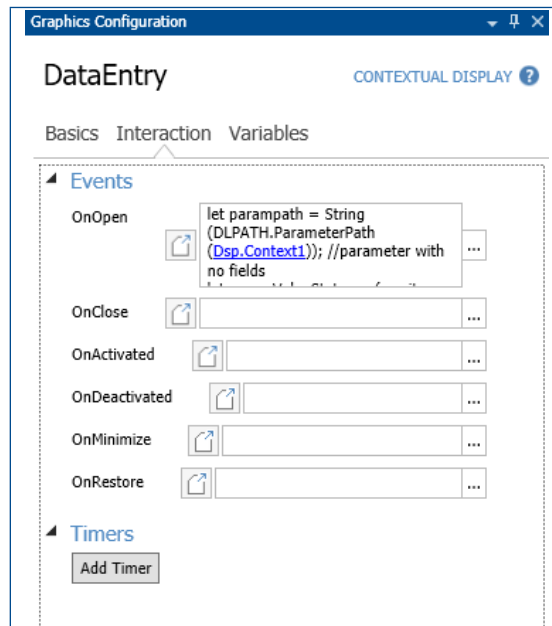 Graphics Configuration
DataEntry
CONTEXTUAL DISPLAY ?
Basics Interaction Variables
Events
OnOpen
let parampath = String
(DLPATH.ParameterPath
(Dsp.Context1)); //parameter with
no fields
...
OnClose
...
OnActivated
...
OnDeactivated
...
OnMinimize
...
OnRestore
...
Timers
Add Timer